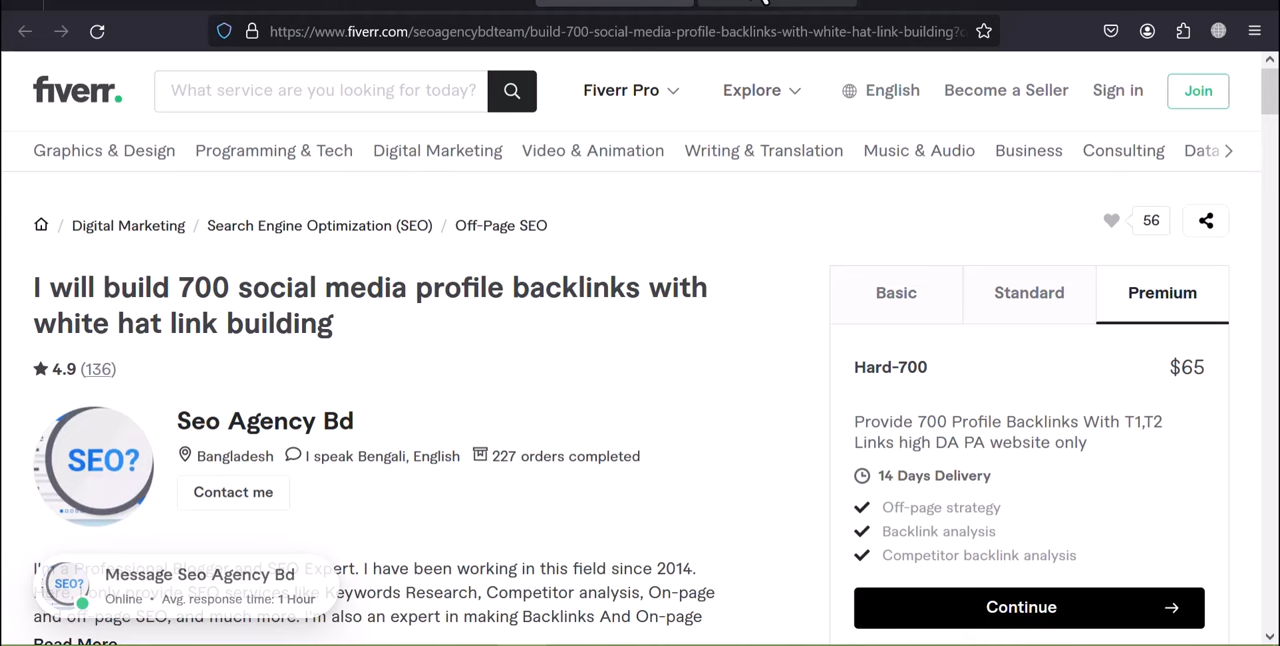 https://www.fiverr.com/seoagencybdteam/build-700-social-media-profile-backlinks-with-white-hat-link-building?
fiverr.
What service are you looking for today?
Fiverr Pro
Explore
English
Become a Seller
Sign in
Join
Graphics & Design
Programming & Tech
Digital Marketing
Video & Animation
Writing & Translation
Music & Audio
Business
Consulting
Data
/ Digital Marketing / Search Engine Optimization (SEO) / Off-Page SEO
56
I will build 700 social media profile backlinks with
white hat link building
4.9 (136)
SEO?
Seo Agency Bd
Bangladesh
I speak Bengali, English
227 orders completed
Contact me
I'm a Professional Blogger and SEO Expert. I have been working in this field since 2014.
Here, I only provide SEO services like Keywords Research, Competitor analysis, On-page
and off-page SEO, and much more. I'm also an expert in making Backlinks And On-page
Read More
SEO?
Message Seo Agency Bd
Online • Avg. response time: 1 Hour
Basic
Standard
Premium
Hard-700
$65
Provide 700 Profile Backlinks With T1,T2
Links high DA PA website only
14 Days Delivery
Off-page strategy
Backlink analysis
Competitor backlink analysis
Continue